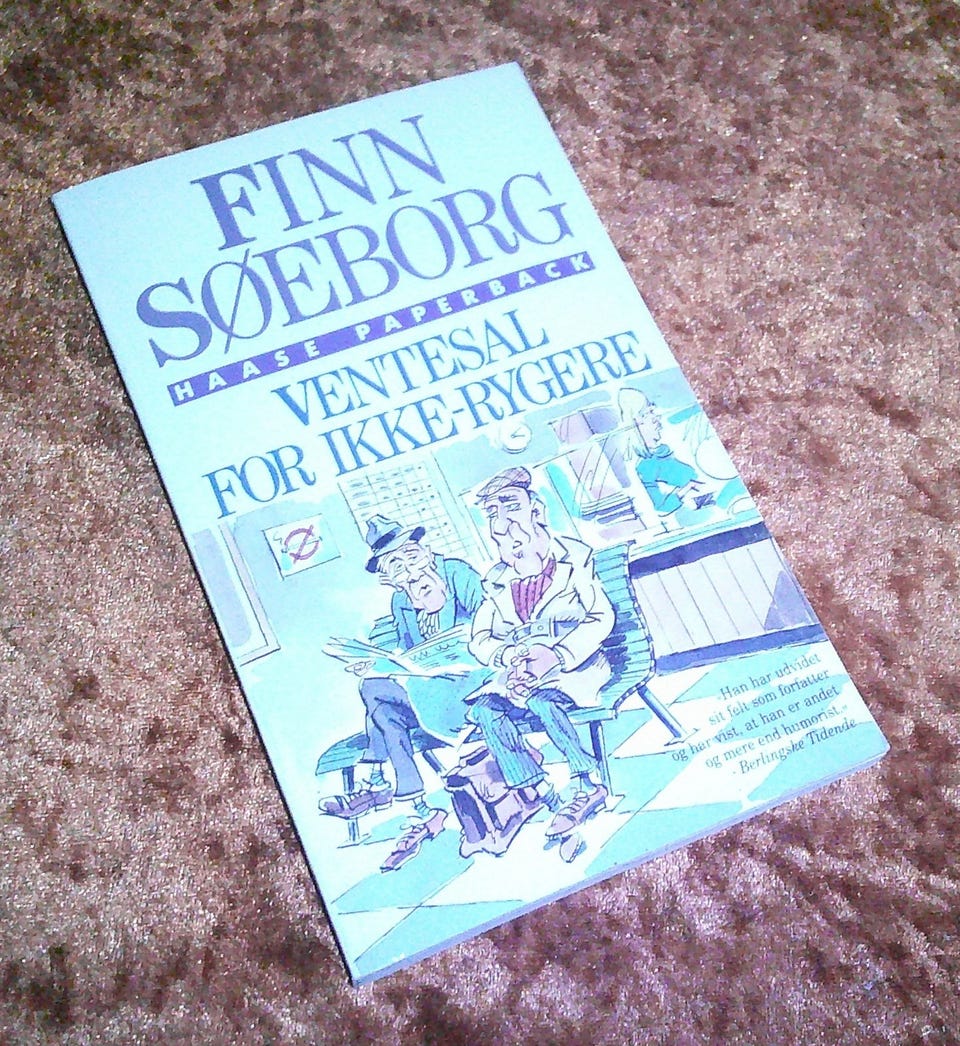 FINN
SØEBORG
HAASE PAPERBACK
VENTESAL
FOR IKKE-RYGERE
„Han har udvidet
sit felt som forfatter
og har vist, at han er andet
og mere end humorist.“
- Berlingske Tidende